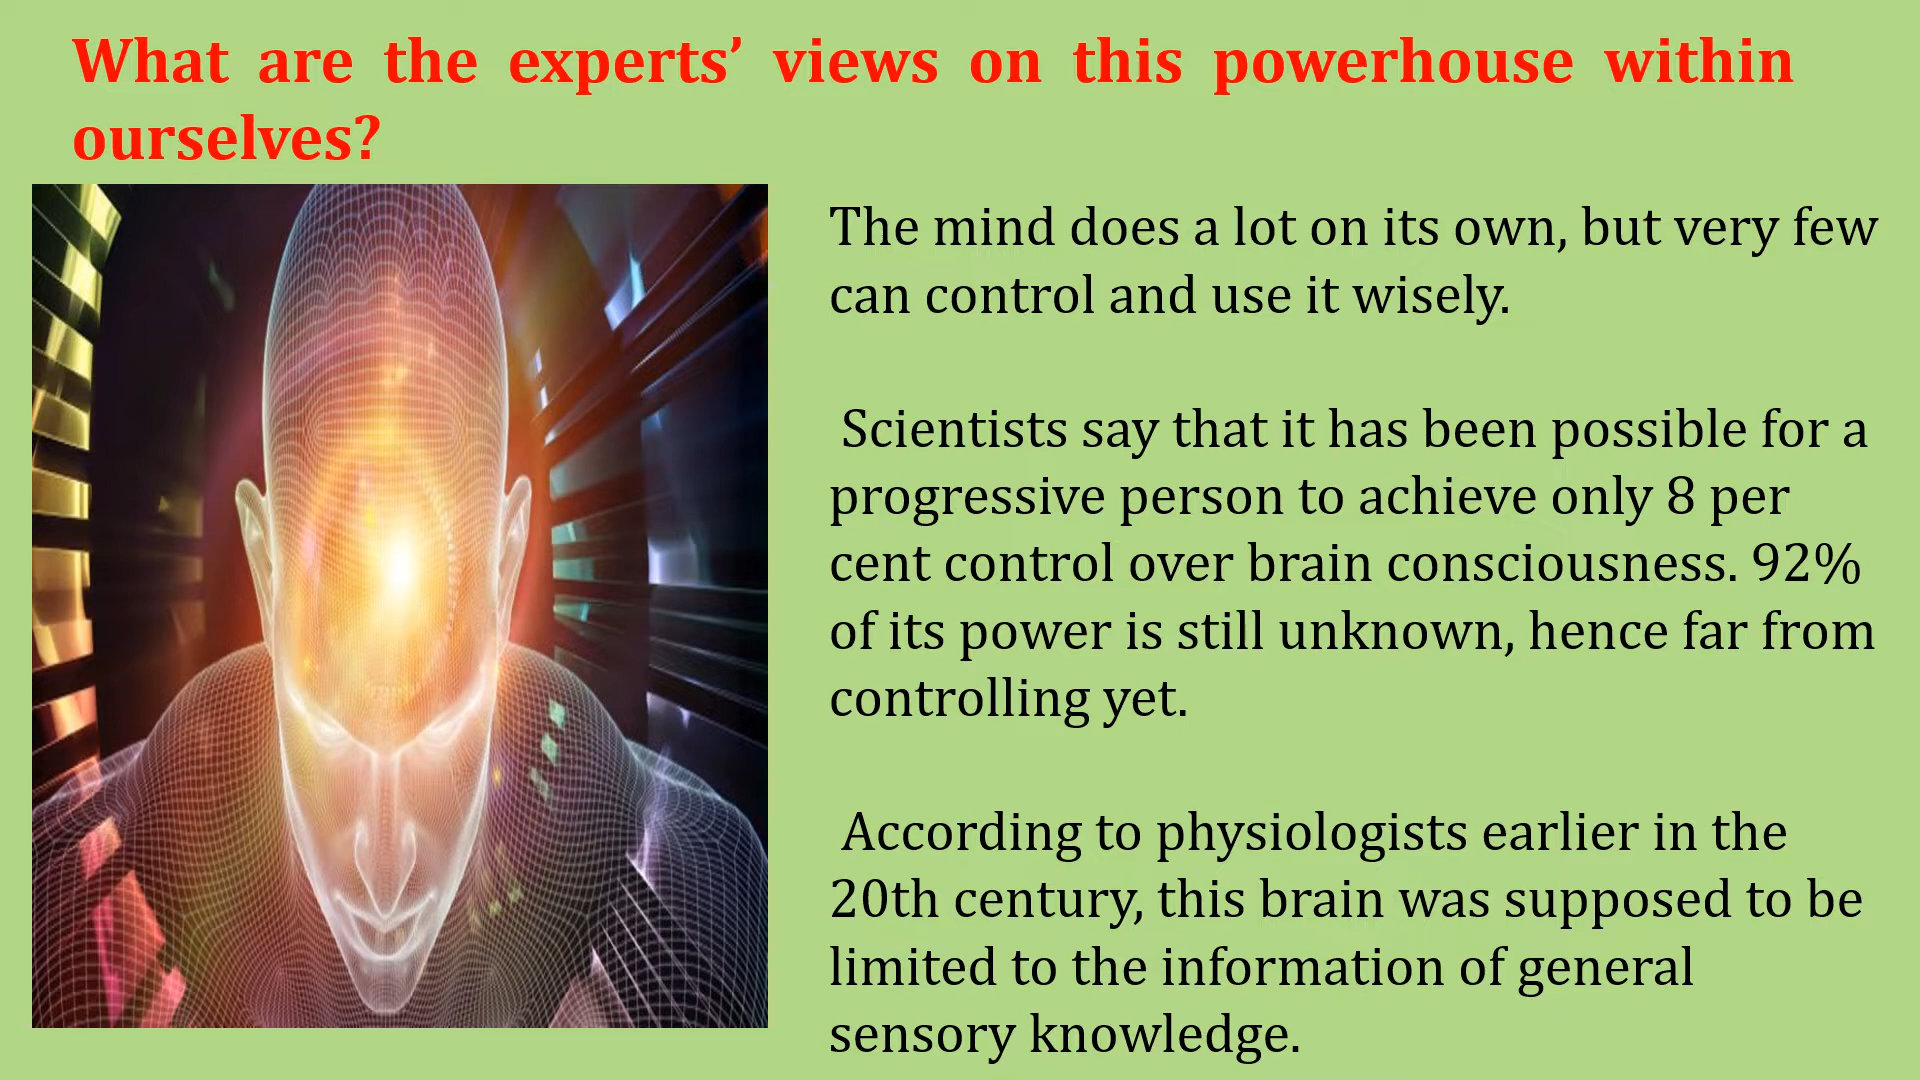 What are the experts’ views on this powerhouse within
ourselves?
The mind does a lot on its own, but very few
can control and use it wisely.
Scientists say that it has been possible for a
progressive person to achieve only 8 per
cent control over brain consciousness. 92%
of its power is still unknown, hence far from
controlling yet.
According to physiologists earlier in the
20th century, this brain was supposed to be
limited to the information of general
sensory knowledge.